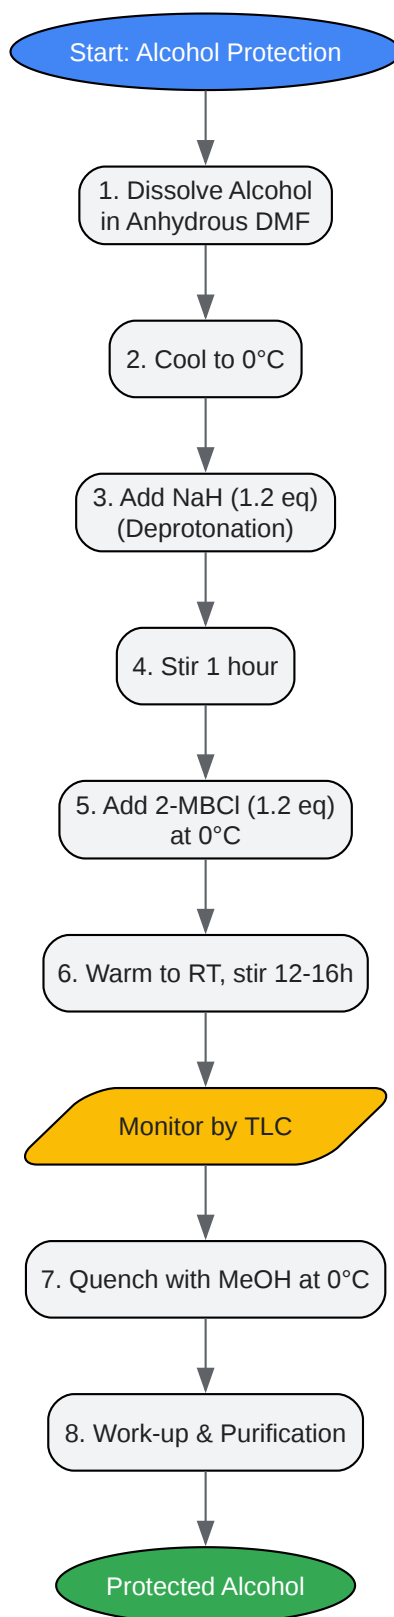 Start: Alcohol Protection
1. Dissolve Alcohol
in Anhydrous DMF
2. Cool to 0°C
3. Add NaH (1.2 eq)
(Deprotonation)
4. Stir 1 hour
5. Add 2-MBCl (1.2 eq)
at 0°C
6. Warm to RT, stir 12-16h
Monitor by TLC
7. Quench with MeOH at 0°C
8. Work-up & Purification
Protected Alcohol